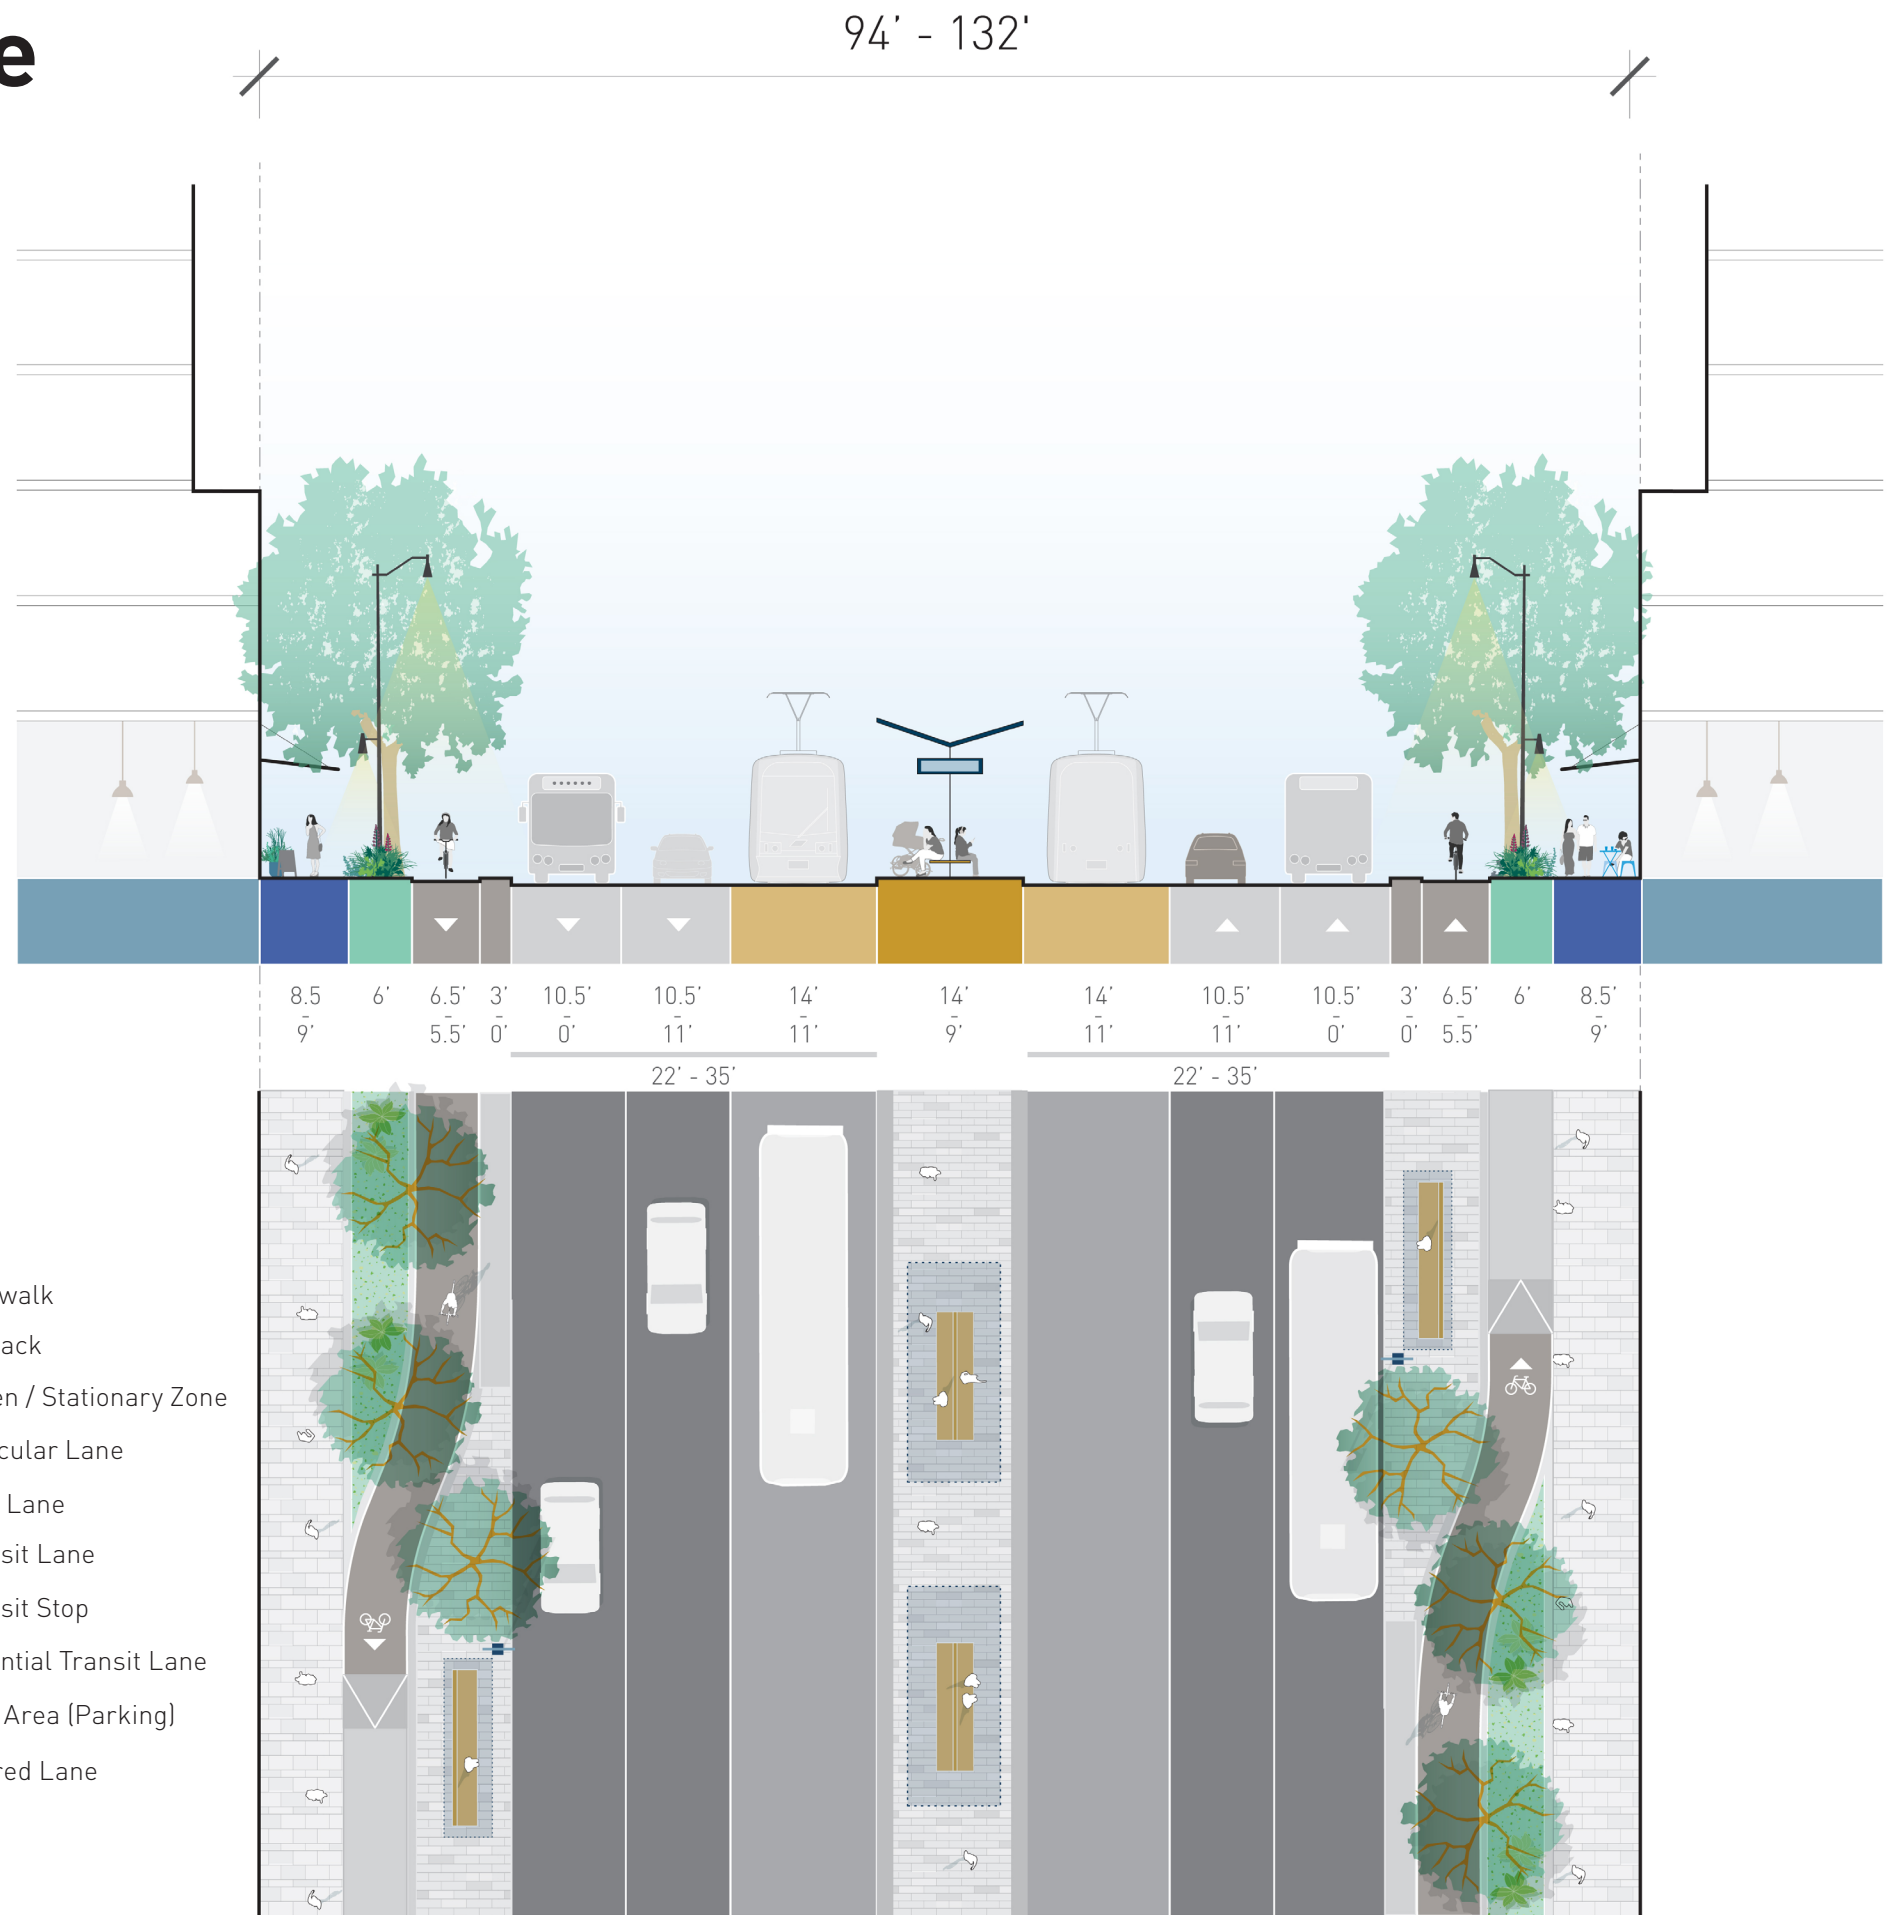 e
94' - 132'
8.5 - 9'
6'
6.5' - 5.5'
3' - 0'
10.5' - 0'
10.5' - 11'
14' - 11'
14' - 9'
14' - 11'
10.5' - 11'
10.5' - 0'
3' - 0'
6.5' - 5.5'
6'
8.5' - 9'
22' - 35'
22' - 35'
walk
ack
en / Stationary Zone
cular Lane
Lane
sit Lane
sit Stop
ntial Transit Lane
Area (Parking)
red Lane